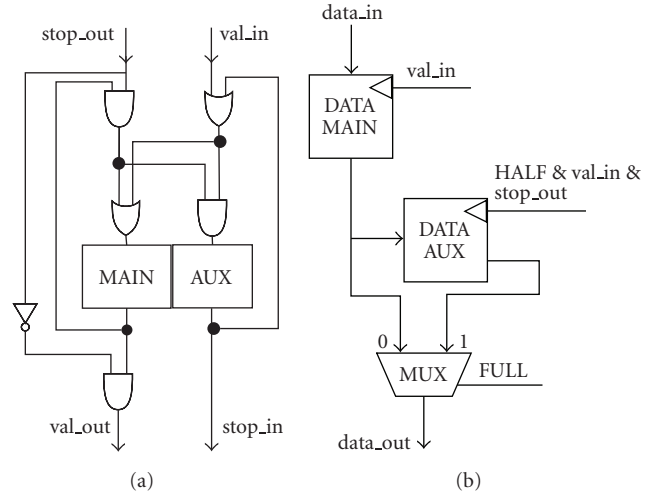 stop_out
val_in
MAIN
AUX
val_out
stop_in
(a)
data_in
val_in
DATA
MAIN
HALF & val_in &
stop_out
DATA
AUX
0
1
MUX
FULL
data_out
(b)